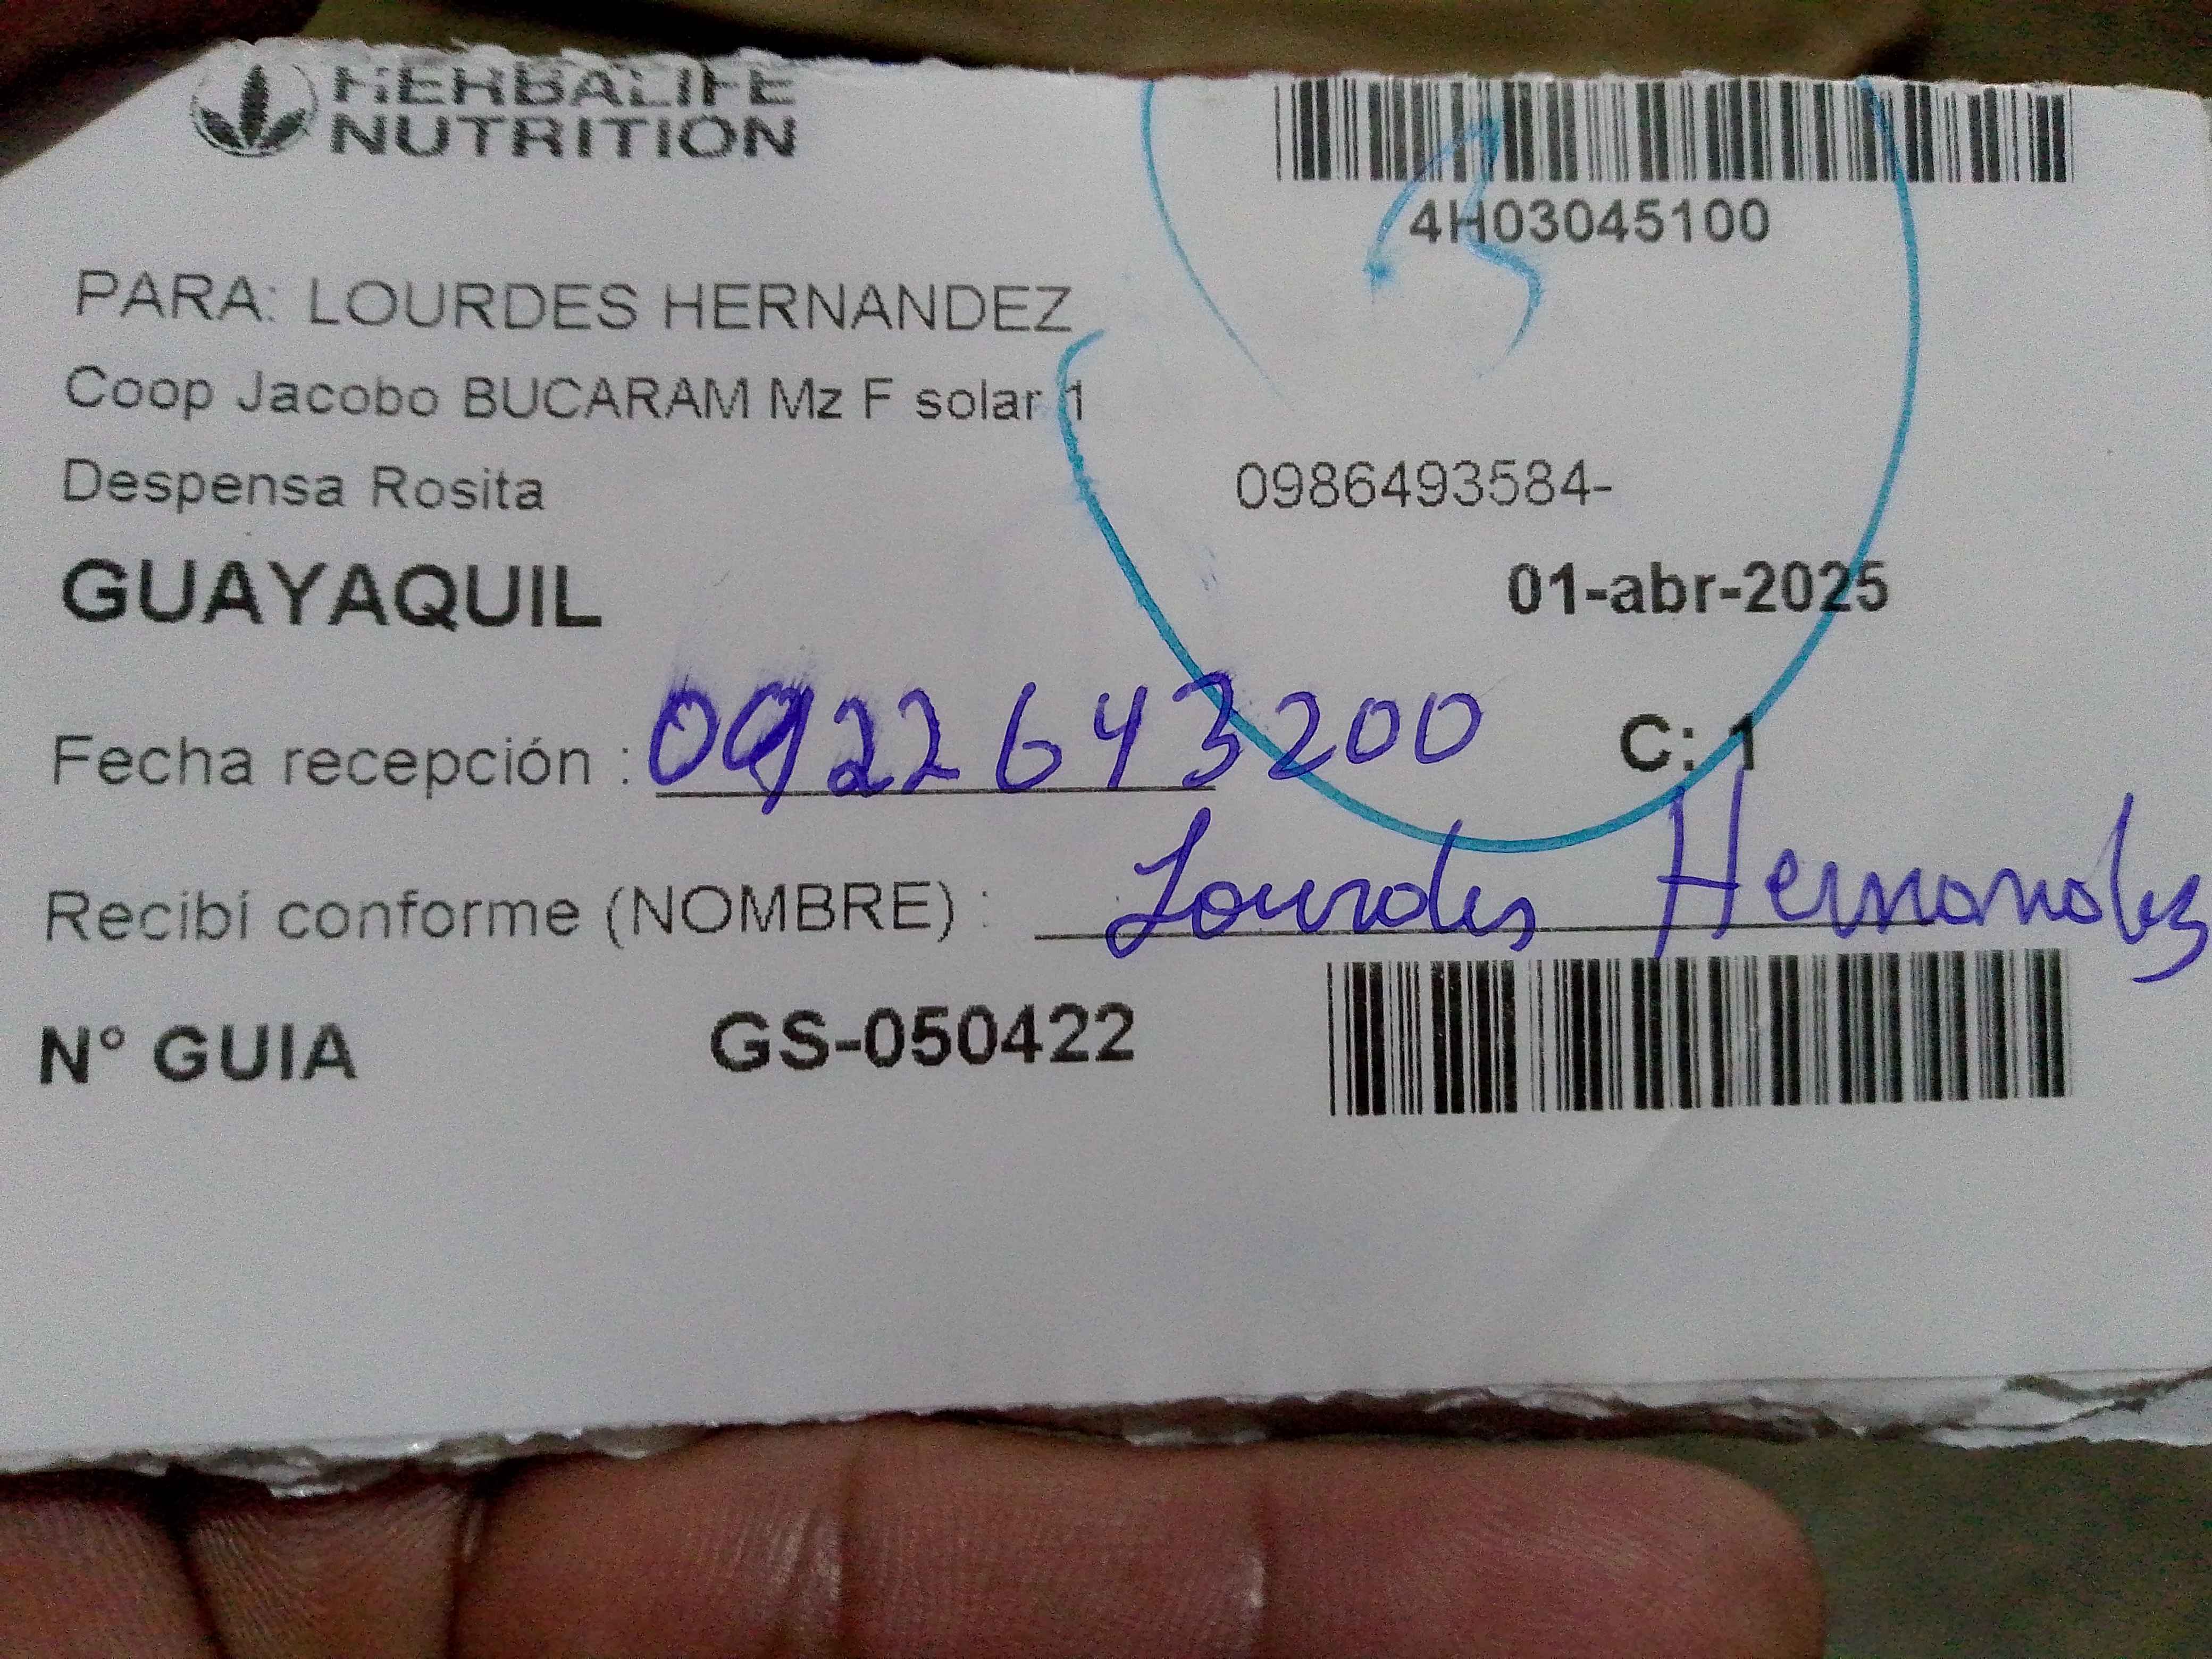 HERBALIFE
NUTRITION
4H03045100
3
PARA: LOURDES HERNANDEZ
Coop Jacobo BUCARAM Mz F solar 1
Despensa Rosita 0986493584-
GUAYAQUIL 01-abr-2025
Fecha recepción : 0922643200 C: 1
Recibí conforme (NOMBRE) : Lourdes Hernandez
N° GUIA GS-050422